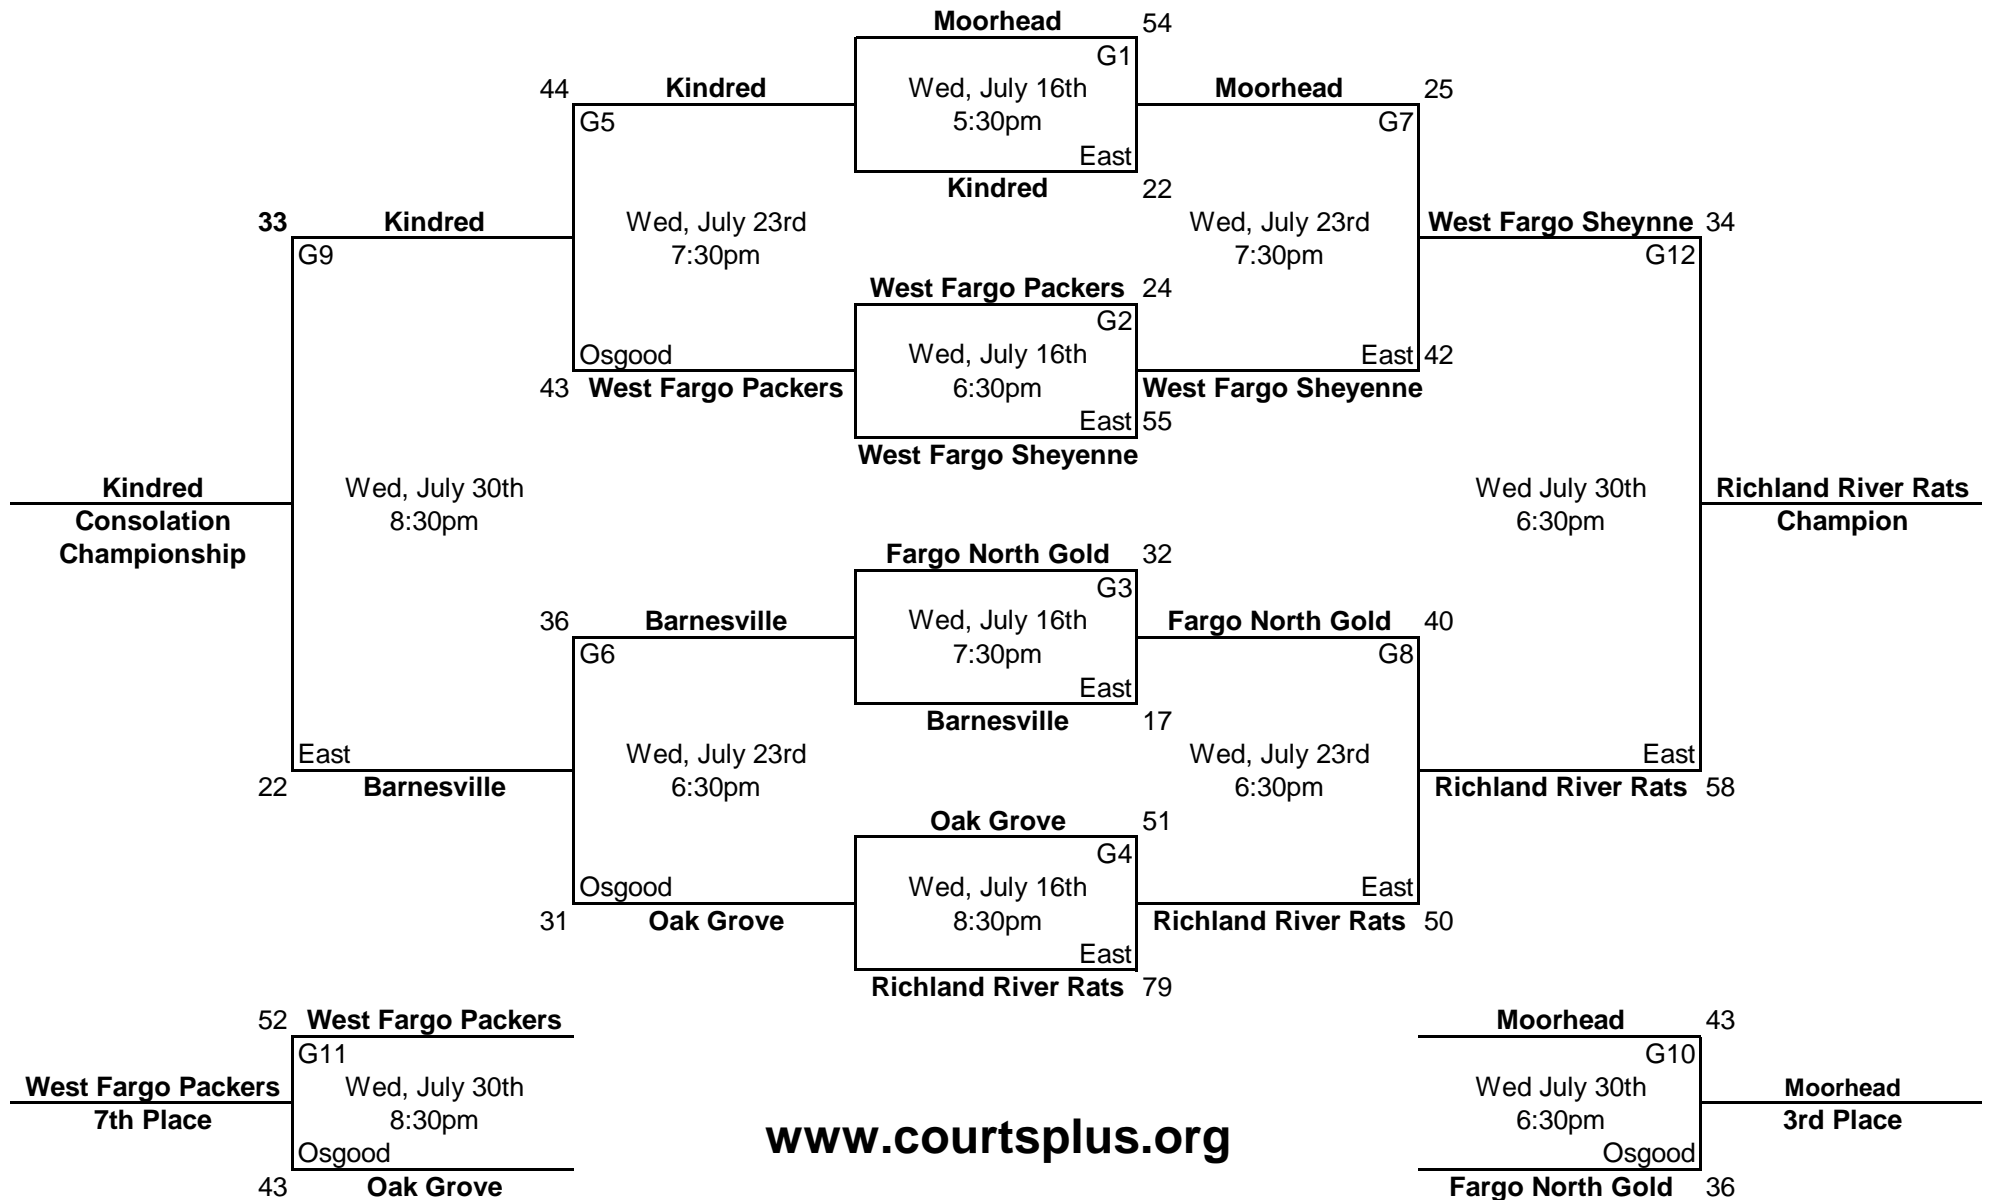 Moorhead 54
G1
44 Kindred Wed, July 16th Moorhead 25
G5 5:30pm G7
East
Kindred 22
33 Kindred Wed, July 23rd Wed, July 23rd West Fargo Sheynne 34
G9 7:30pm 7:30pm G12
West Fargo Packers 24
G2
Osgood Wed, July 16th East 42
43 West Fargo Packers 6:30pm West Fargo Sheyenne
East 55
West Fargo Sheyenne
Kindred Wed, July 30th Wed July 30th Richland River Rats
Consolation 8:30pm 6:30pm Champion
Championship Fargo North Gold 32
G3
36 Barnesville Wed, July 16th Fargo North Gold 40
G6 7:30pm G8
East
Barnesville 17
East Wed, July 23rd Wed, July 23rd East
22 Barnesville 6:30pm 6:30pm Richland River Rats 58
Oak Grove 51
G4
Osgood Wed, July 16th East
31 Oak Grove 8:30pm Richland River Rats 50
East
Richland River Rats 79
52 West Fargo Packers Moorhead 43
G11 G10
West Fargo Packers Wed, July 30th Wed July 30th Moorhead
7th Place 8:30pm 6:30pm 3rd Place
www.courtsplus.org
Osgood Osgood
43 Oak Grove Fargo North Gold 36